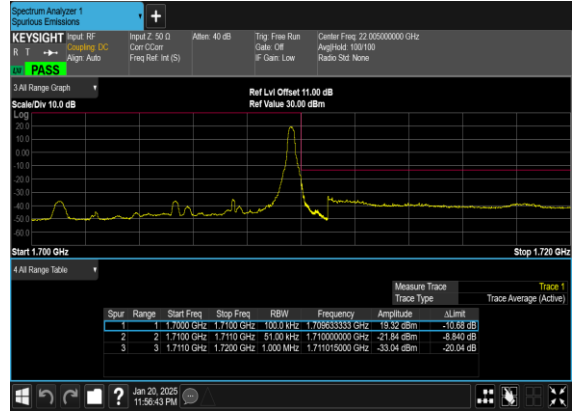 Spectrum Analyzer 1
Spurious Emissions
KEYSIGHT Input: RF Input Z: 50 Ω Atten: 40 dB Trig: Free Run Center Freq: 22.005000000 GHz
R T Coupling: DC Corr CCorr Gate: Off Avg|Hold: 100/100
Align: Auto Freq Ref: Int (S) IF Gain: Low Radio Std: None
PASS
3 All Range Graph
Ref Lvl Offset 11.00 dB
Scale/Div 10.0 dB Ref Value 30.00 dBm
Log
20.0
10.0
0.00
-10.0
-20.0
-30.0
-40.0
-50.0
-60.0
Start 1.700 GHz Stop 1.720 GHz
4 All Range Table
Measure Trace Trace 1
Trace Type Trace Average (Active)
Spur Range Start Freq Stop Freq RBW Frequency Amplitude ΔLimit
1 1 1.7000 GHz 1.7100 GHz 100.0 kHz 1.709633333 GHz 19.32 dBm -10.68 dB
2 2 1.7100 GHz 1.7110 GHz 51.00 kHz 1.710000000 GHz -21.84 dBm -8.840 dB
3 3 1.7110 GHz 1.7200 GHz 1.000 MHz 1.711015000 GHz -33.04 dBm -20.04 dB
Jan 20, 2025
11:56:43 PM